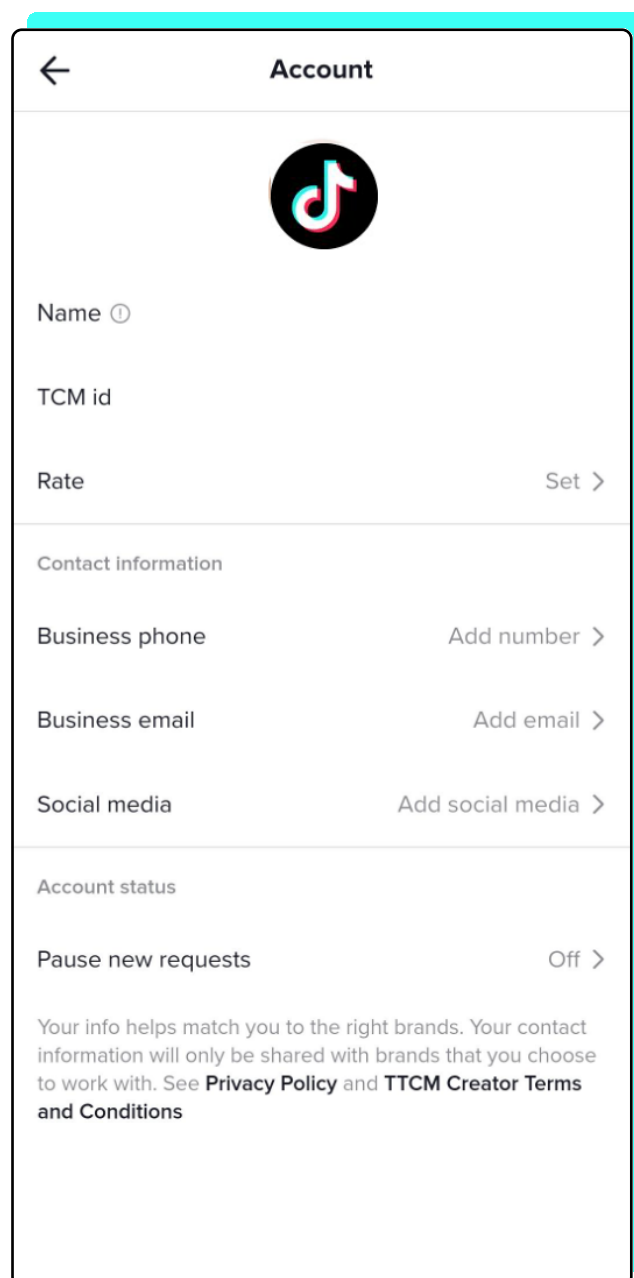 Account
Name
TCM id
Rate Set
Contact information
Business phone Add number
Business email Add email
Social media Add social media
Account status
Pause new requests Off
Your info helps match you to the right brands. Your contact
information will only be shared with brands that you choose
to work with. See Privacy Policy and TTCM Creator Terms
and Conditions